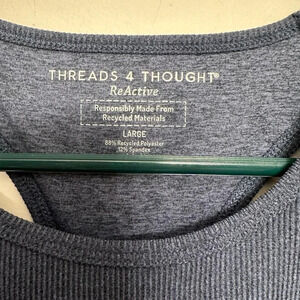 THREADS 4 THOUGHT®
ReActive
Responsibly Made From
Recycled Materials
LARGE
88% Recycled Polyester
12% Spandex